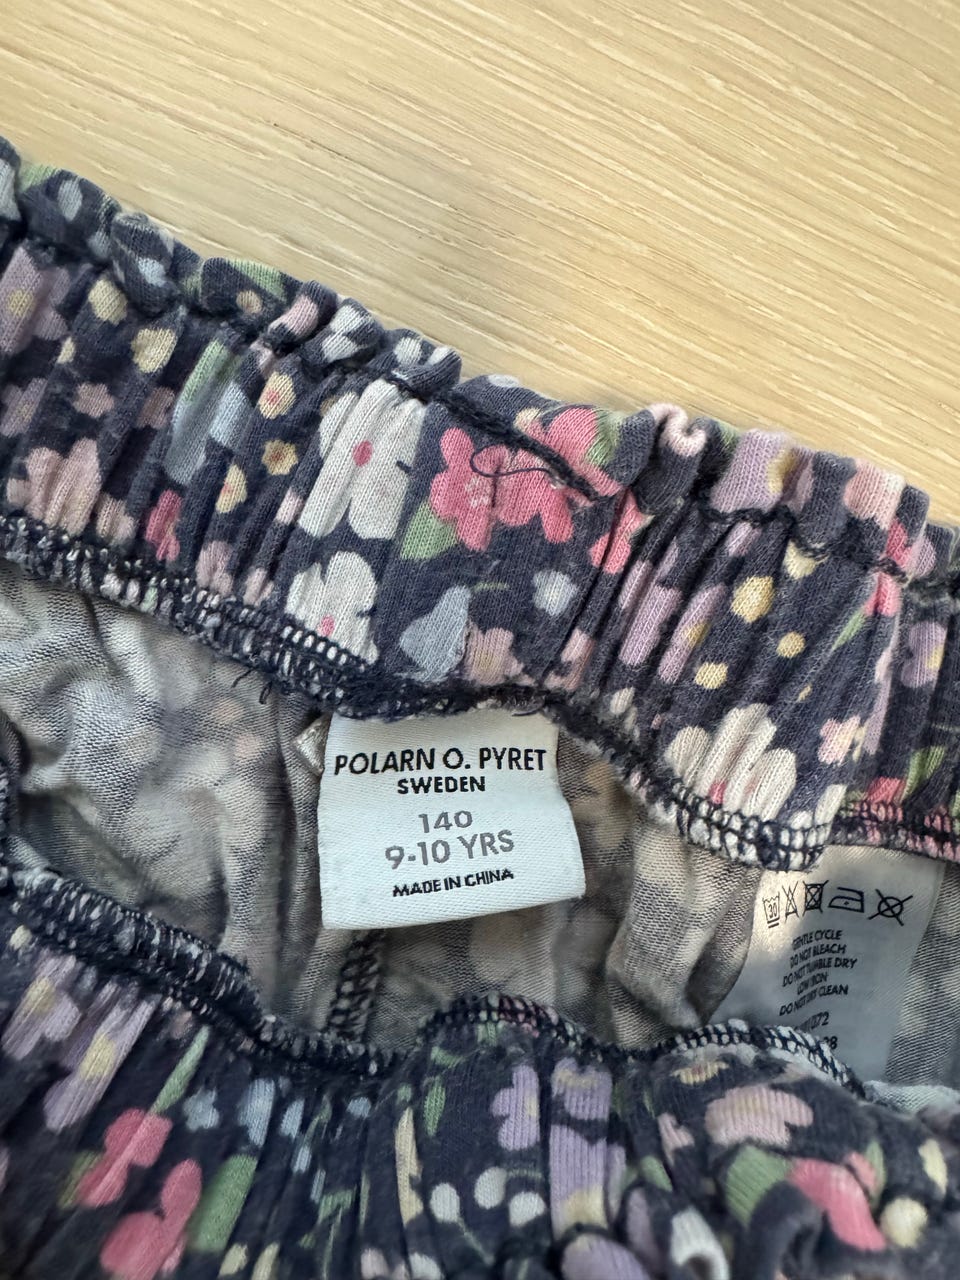 POLARN O. PYRET
SWEDEN
140
9-10 YRS
MADE IN CHINA
30
GENTLE CYCLE
DO NOT BLEACH
DO NOT TUMBLE DRY
LOW IRON
DO NOT DRY CLEAN